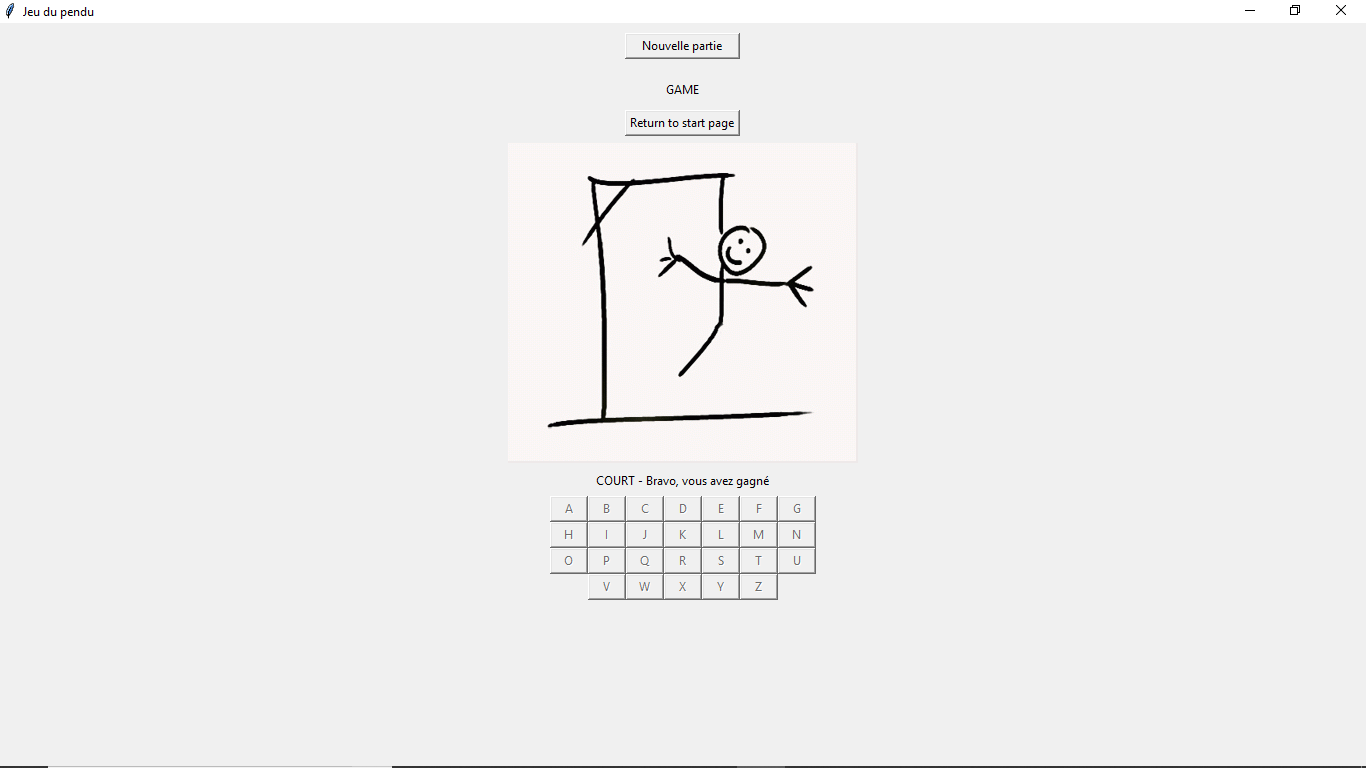 Jeu du pendu
Nouvelle partie
GAME
Return to start page
COURT - Bravo, vous avez gagné
A B C D E F G
H I J K L M N
O P Q R S T U
V W X Y Z